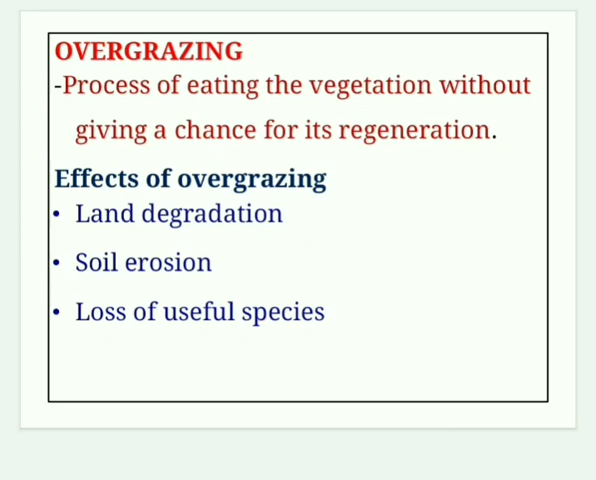 OVERGRAZING
-Process of eating the vegetation without
giving a chance for its regeneration.
Effects of overgrazing
• Land degradation
• Soil erosion
• Loss of useful species